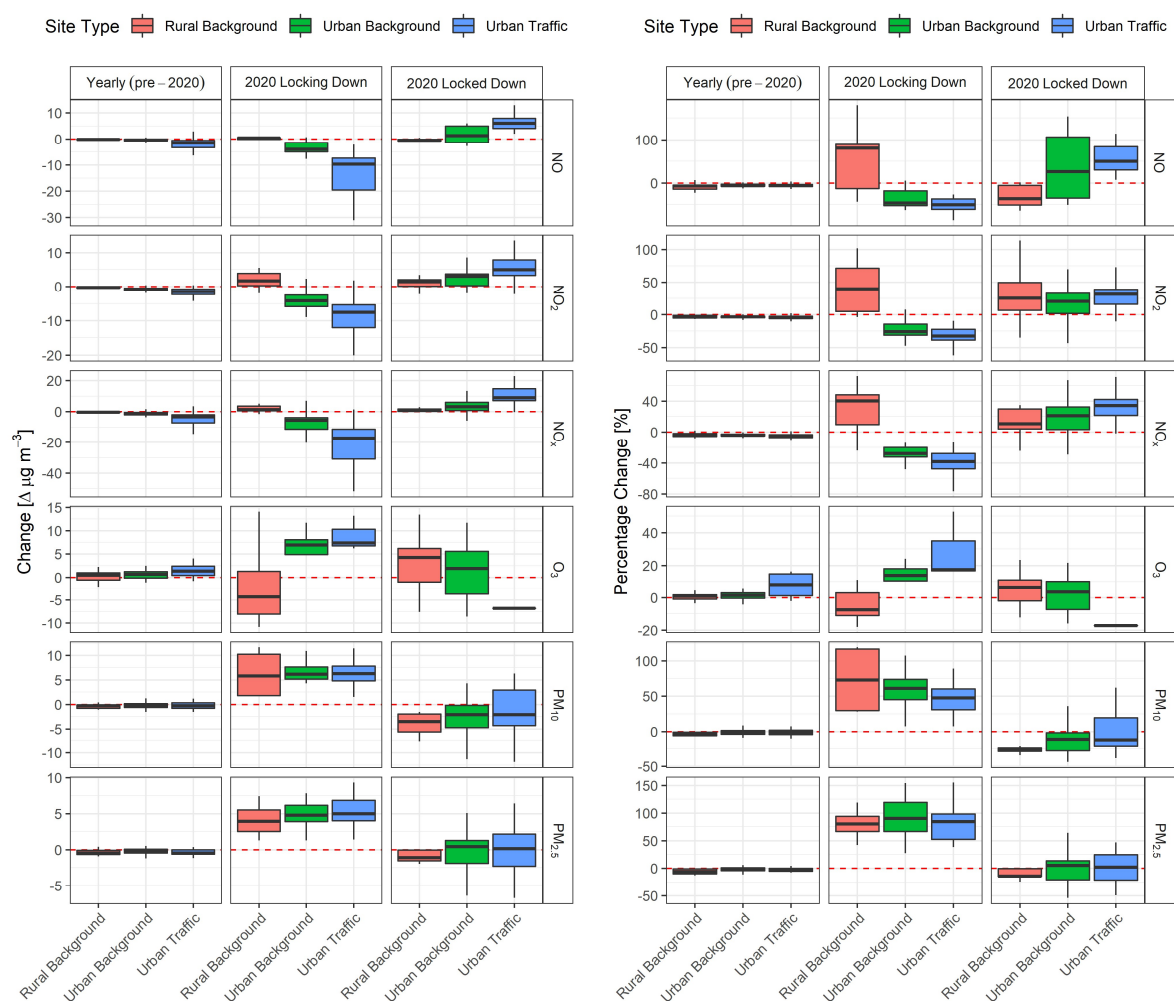 Site Type Rural Background Urban Background Urban Traffic
Yearly (pre − 2020) 2020 Locking Down 2020 Locked Down
Change [Δ µg m⁻³]
10
0
-10
-20
-30
NO
10
0
-10
-20
NO₂
20
0
-20
-40
NOₓ
15
10
5
0
-5
-10
O₃
10
5
0
-5
-10
PM₁₀
10
5
0
-5
PM₂.₅
Rural Background Urban Background Urban Traffic Rural Background Urban Background Urban Traffic Rural Background Urban Background Urban Traffic
Site Type Rural Background Urban Background Urban Traffic
Yearly (pre − 2020) 2020 Locking Down 2020 Locked Down
Percentage Change [%]
100
0
NO
100
50
0
-50
NO₂
40
0
-40
-80
NOₓ
40
20
0
-20
O₃
100
50
0
-50
PM₁₀
150
100
50
0
-50
PM₂.₅
Rural Background Urban Background Urban Traffic Rural Background Urban Background Urban Traffic Rural Background Urban Background Urban Traffic